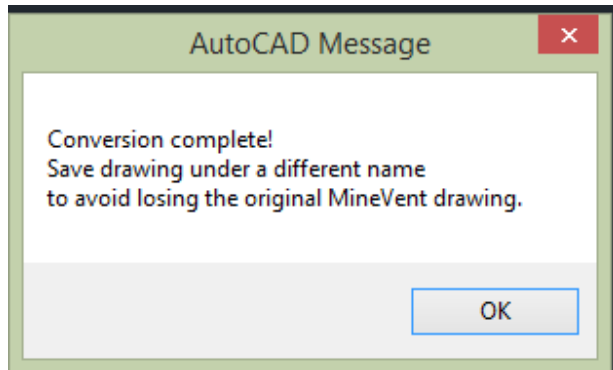 AutoCAD Message
Conversion complete!
Save drawing under a different name
to avoid losing the original MineVent drawing.
OK